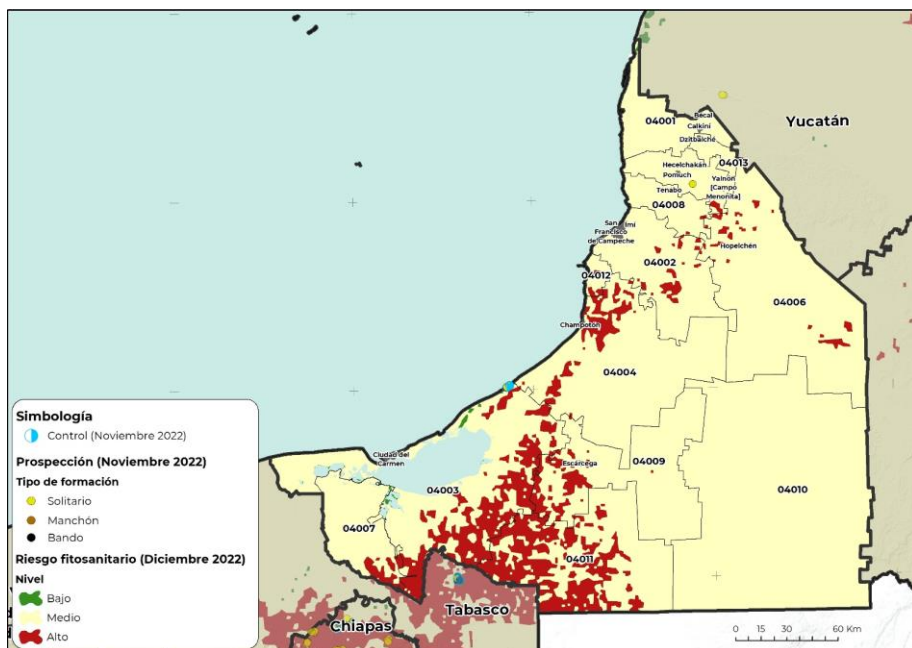 Yucatán
04001
Becal
Calkiní
Dzitbalché
04013
Hecelchakán
Pomuch
Yalnón
[Campo
Menonita]
Tenabo
04008
San
Francisco
de Campeche
Imí
Hopelchén
04002
04012
04006
Champotón
04004
Simbología
Control (Noviembre 2022)
Prospección (Noviembre 2022)
Tipo de formación
Solitario
Manchón
Bando
Riesgo fitosanitario (Diciembre 2022)
Nivel
Bajo
Medio
Alto
Ciudad del
Carmen
Escárcega
04009
04003
04010
04007
04011
Tabasco
Chiapas
0 15 30 60 Km